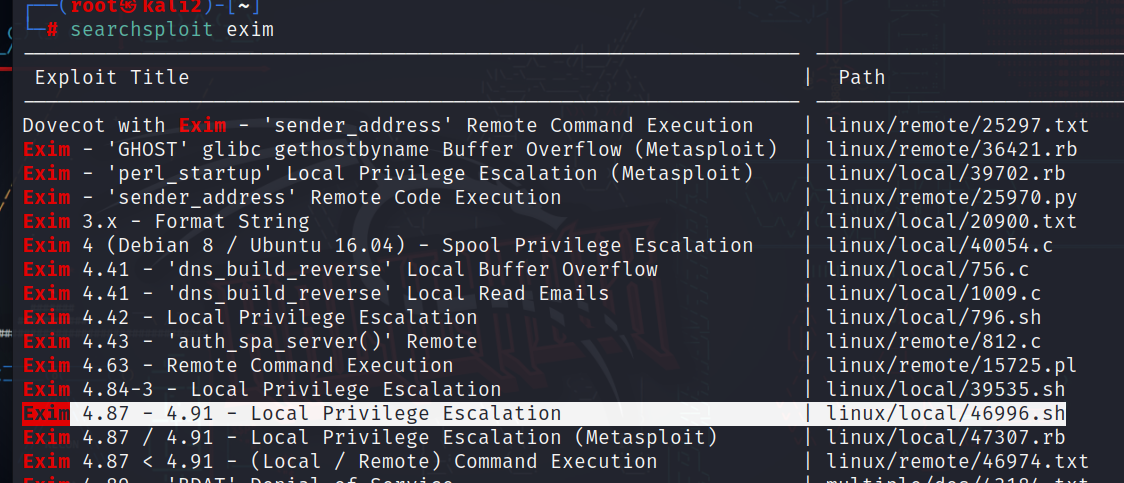 (root㉿kali2)-[~]
# searchsploit exim
Exploit Title | Path
Dovecot with Exim - 'sender_address' Remote Command Execution | linux/remote/25297.txt
Exim - 'GHOST' glibc gethostbyname Buffer Overflow (Metasploit) | linux/remote/36421.rb
Exim - 'perl_startup' Local Privilege Escalation (Metasploit) | linux/local/39702.rb
Exim - 'sender_address' Remote Code Execution | linux/remote/25970.py
Exim 3.x - Format String | linux/local/20900.txt
Exim 4 (Debian 8 / Ubuntu 16.04) - Spool Privilege Escalation | linux/local/40054.c
Exim 4.41 - 'dns_build_reverse' Local Buffer Overflow | linux/local/756.c
Exim 4.41 - 'dns_build_reverse' Local Read Emails | linux/local/1009.c
Exim 4.42 - Local Privilege Escalation | linux/local/796.sh
Exim 4.43 - 'auth_spa_server()' Remote | linux/remote/812.c
Exim 4.63 - Remote Command Execution | linux/remote/15725.pl
Exim 4.84-3 - Local Privilege Escalation | linux/local/39535.sh
Exim 4.87 - 4.91 - Local Privilege Escalation | linux/local/46996.sh
Exim 4.87 / 4.91 - Local Privilege Escalation (Metasploit) | linux/local/47307.rb
Exim 4.87 < 4.91 - (Local / Remote) Command Execution | linux/remote/46974.txt